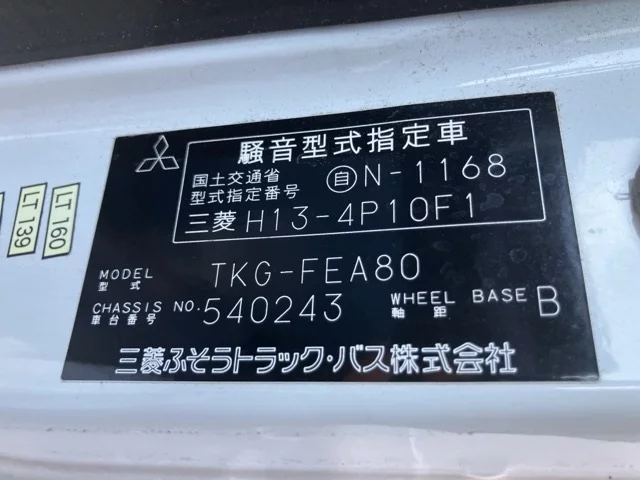 騒音型式指定車
国土交通省
型式指定番号
自 N-1168
三菱 H13-4P10F1
MODEL
型式
TKG-FEA80
CHASSIS NO.
車台番号
540243
WHEEL BASE
軸距
B
三菱ふそうトラック・バス株式会社
LT 160
LT 139